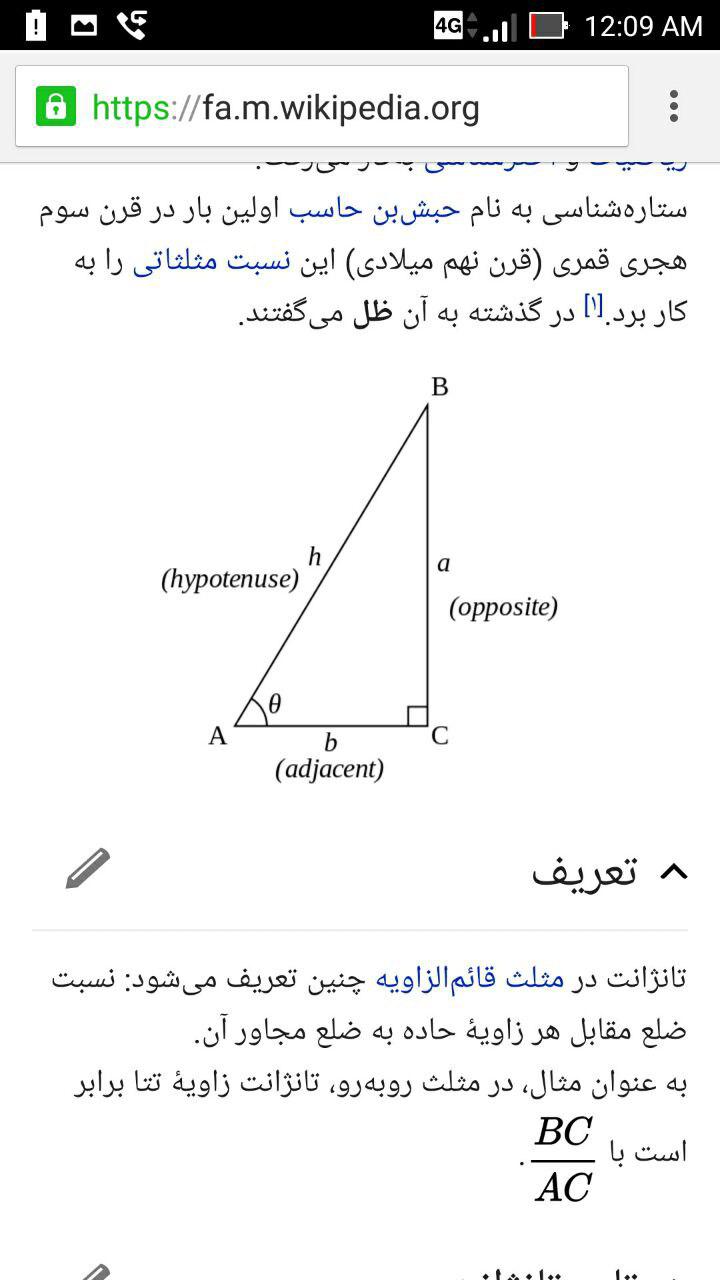 4G 12:09 AM
https://fa.m.wikipedia.org
ستاره‌شناسی به نام حبش‌بن حاسب اولین بار در قرن سوم
هجری قمری (قرن نهم میلادی) این نسبت مثلثاتی را به
کار برد.[۱] در گذشته به آن ظل می‌گفتند.
B
h
a
(hypotenuse)
(opposite)
θ
A
C
b
(adjacent)
تعریف
تانژانت در مثلث قائم‌الزاویه چنین تعریف می‌شود: نسبت
ضلع مقابل هر زاویهٔ حاده به ضلع مجاور آن.
به عنوان مثال، در مثلث روبه‌رو، تانژانت زاویهٔ تتا برابر
است با BC/AC.